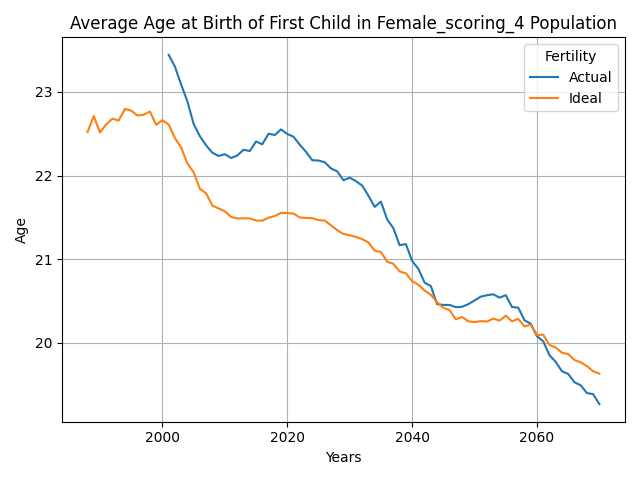 Average Age at Birth of First Child in Female_scoring_4 Population
Fertility
Actual
Ideal
23
22
21
20
Age
2000
2020
2040
2060
Years